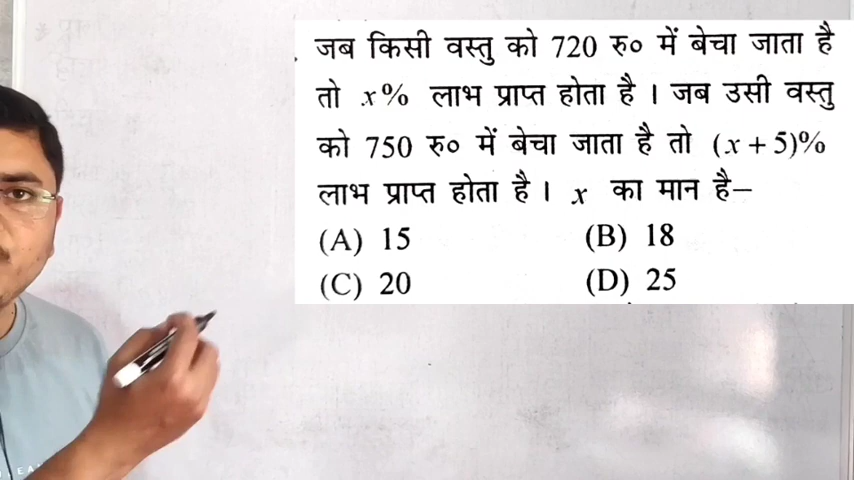 जब किसी वस्तु को 720 रु० में बेचा जाता है
तो x% लाभ प्राप्त होता है । जब उसी वस्तु
को 750 रु० में बेचा जाता है तो (x + 5)%
लाभ प्राप्त होता है । x का मान है–
(A) 15 (B) 18
(C) 20 (D) 25